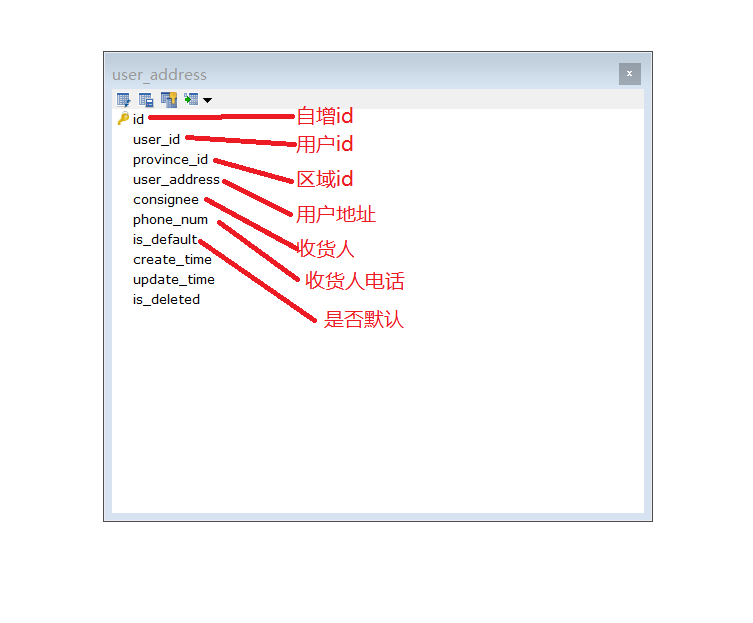 user_address
x
id 自增id
user_id 用户id
province_id 区域id
user_address 用户地址
consignee 收货人
phone_num 收货人电话
is_default 是否默认
create_time
update_time
is_deleted